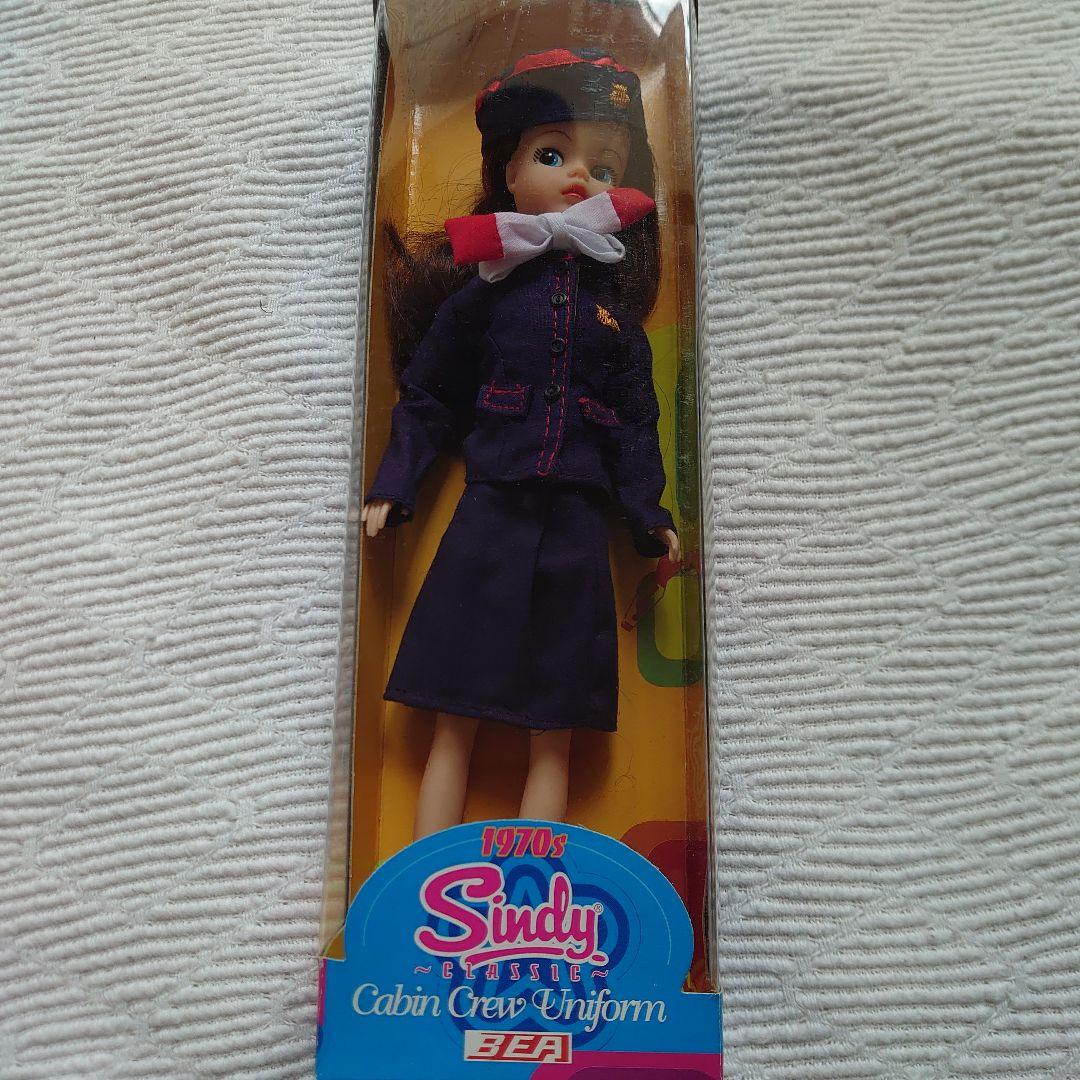 1970s
Sindy®
~CLASSIC~
Cabin Crew Uniform
BEA